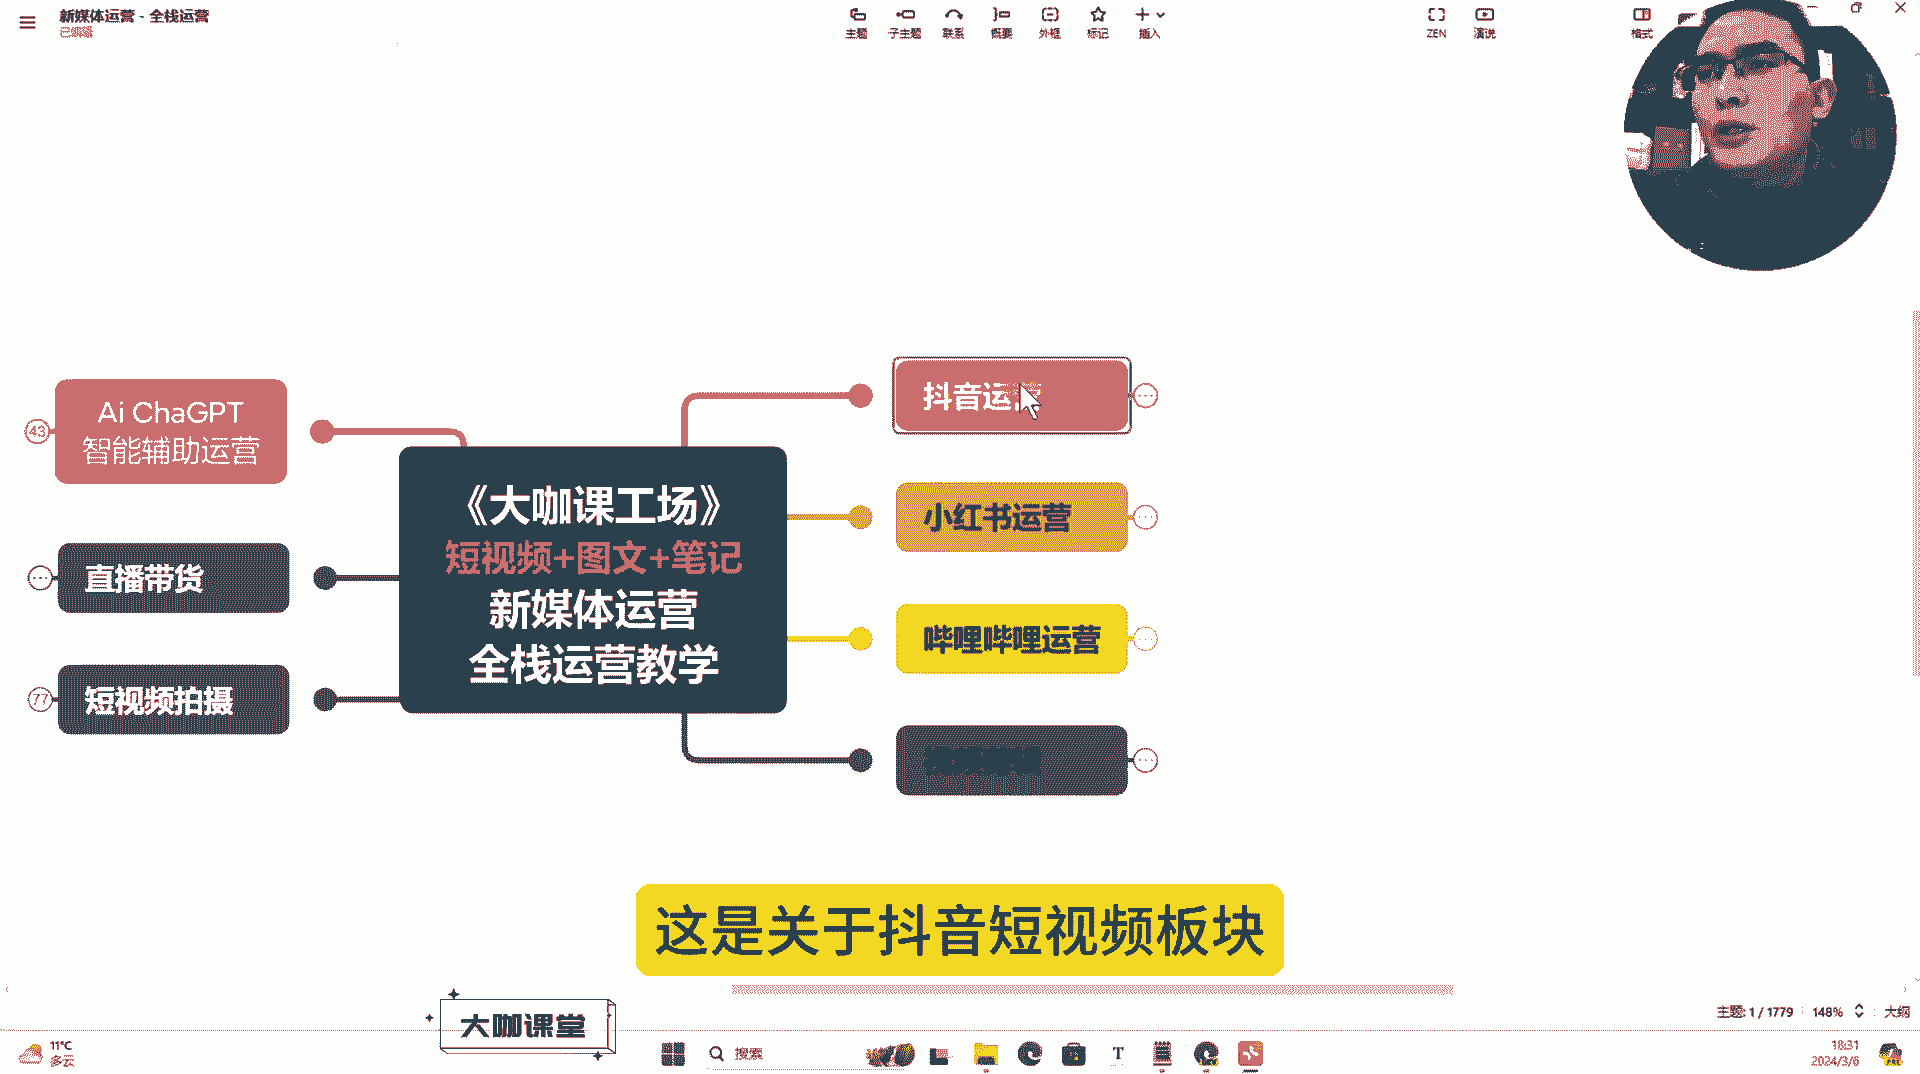 新媒体运营 - 全栈运营
已编辑
主题
子主题
联系
概要
外框
标记
插入
ZEN
演说
格式
Ai ChaGPT
智能辅助运营
43
直播带货
短视频拍摄
77
《大咖课工场》
短视频+图文+笔记
新媒体运营
全栈运营教学
抖音运
小红书运营
哔哩哔哩运营
这是关于抖音短视频板块
大咖课堂
主题: 1 / 1779
148%
大纲
11°C
多云
搜索
18:31
2024/3/6